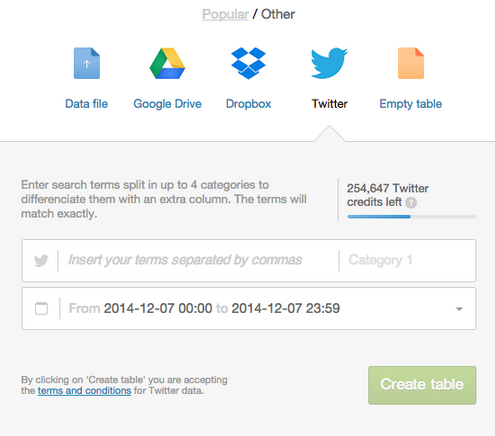 Popular / Other
Data file Google Drive Dropbox Twitter Empty table
Enter search terms split in up to 4 categories to
differenciate them with an extra column. The terms will
match exactly.
254,647 Twitter
credits left ?
Insert your terms separated by commas Category 1
From 2014-12-07 00:00 to 2014-12-07 23:59
By clicking on 'Create table' you are accepting
the terms and conditions for Twitter data.
Create table